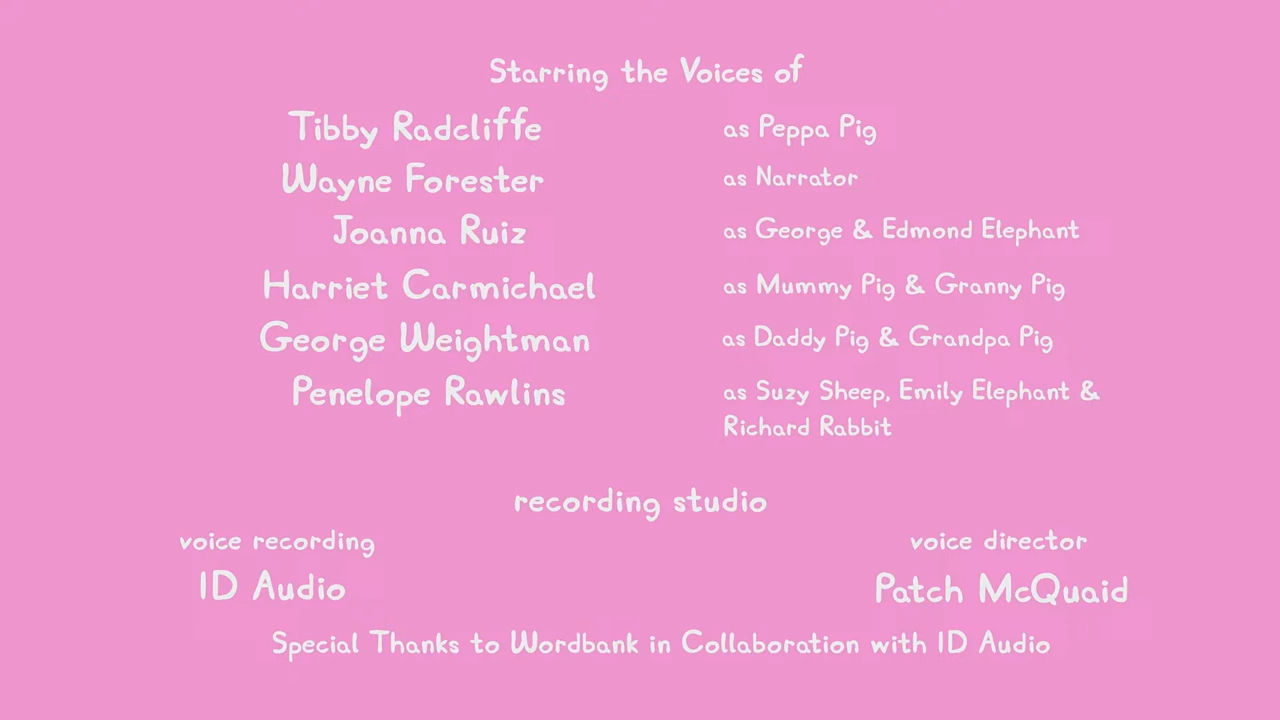 Starring the Voices of
Tibby Radcliffe as Peppa Pig
Wayne Forester as Narrator
Joanna Ruiz as George & Edmond Elephant
Harriet Carmichael as Mummy Pig & Granny Pig
George Weightman as Daddy Pig & Grandpa Pig
Penelope Rawlins as Suzy Sheep, Emily Elephant &
Richard Rabbit
recording studio
voice recording voice director
ID Audio Patch McQuaid
Special Thanks to Wordbank in Collaboration with ID Audio